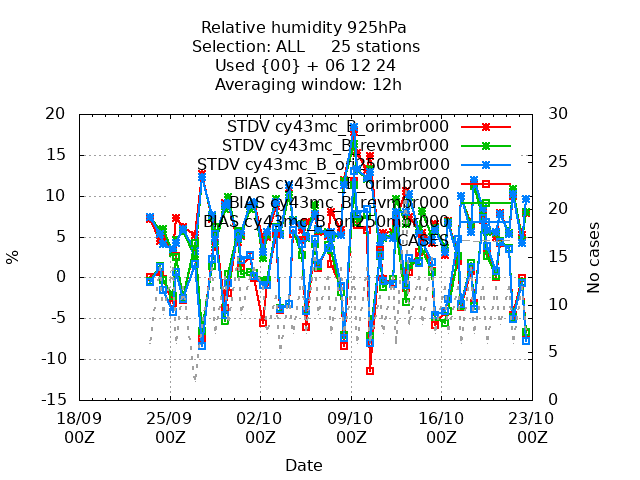 Relative humidity 925hPa
Selection: ALL 25 stations
Used {00} + 06 12 24
Averaging window: 12h
20
15
10
5
0
-5
-10
-15
%
30
25
20
15
10
5
0
No cases
STDV cy43mc_B_orimbr000
STDV cy43mc_B_revmbr000
STDV cy43mc_B_ori250mbr000
BIAS cy43mc_B_orimbr000
BIAS cy43mc_B_revmbr000
BIAS cy43mc_B_ori250mbr000
CASES
18/09 25/09 02/10 09/10 16/10 23/10
00Z 00Z 00Z 00Z 00Z 00Z
Date